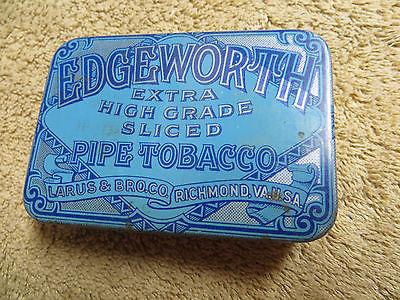 EDGEWORTH
EXTRA
HIGH GRADE
SLICED
PIPE TOBACCO
LARUS & BRO.CO. RICHMOND,VA.U.S.A.